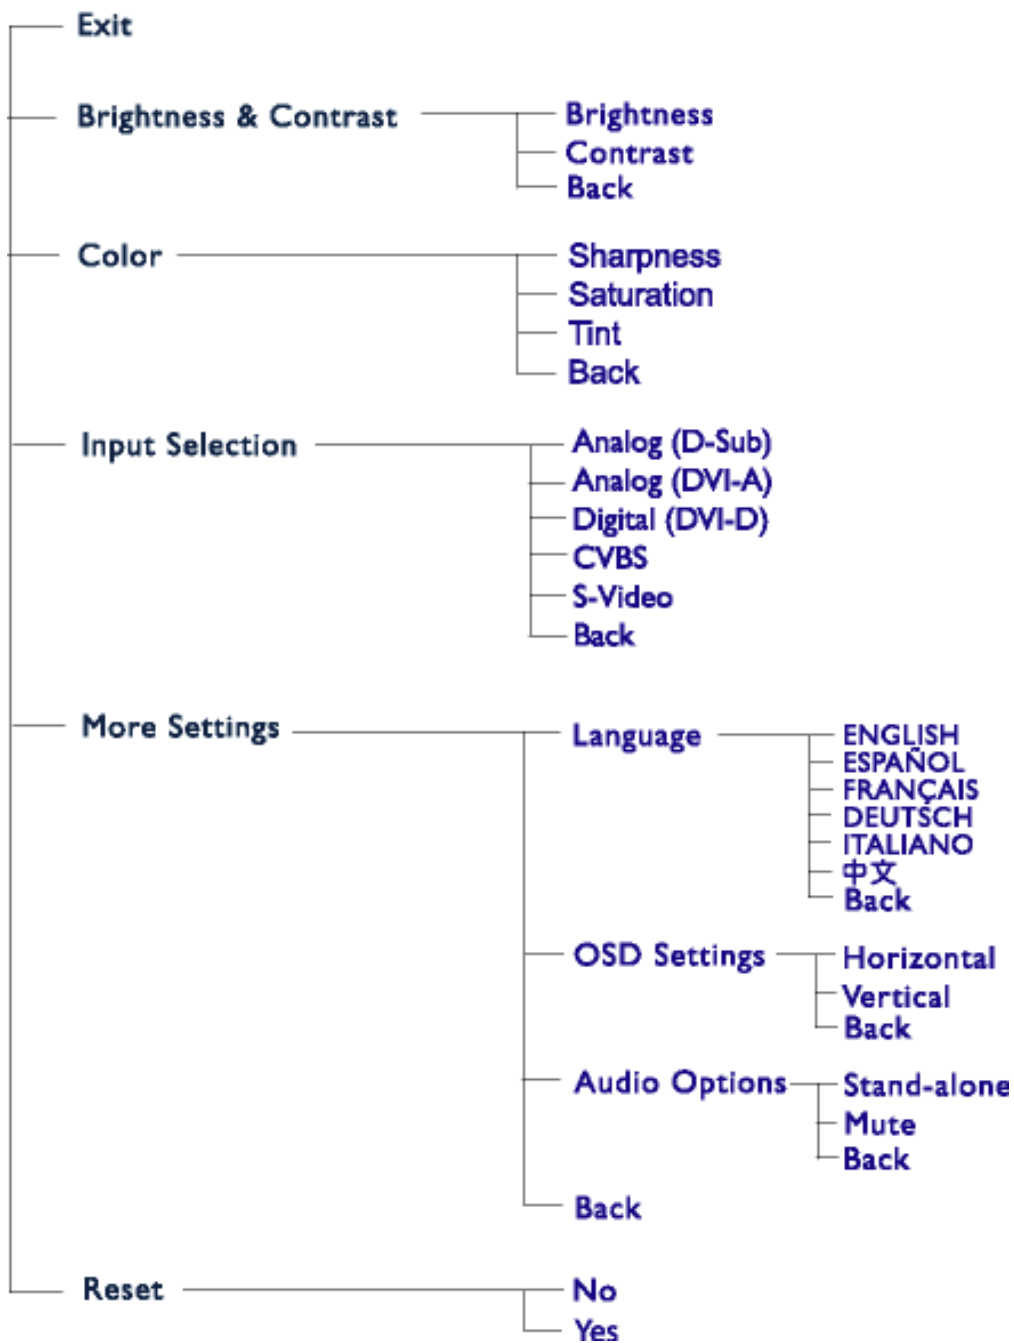 Exit
Brightness & Contrast
Brightness
Contrast
Back
Color
Sharpness
Saturation
Tint
Back
Input Selection
Analog (D-Sub)
Analog (DVI-A)
Digital (DVI-D)
CVBS
S-Video
Back
More Settings
Language
ENGLISH
ESPAÑOL
FRANÇAIS
DEUTSCH
ITALIANO
中文
Back
OSD Settings
Horizontal
Vertical
Back
Audio Options
Stand-alone
Mute
Back
Back
Reset
No
Yes